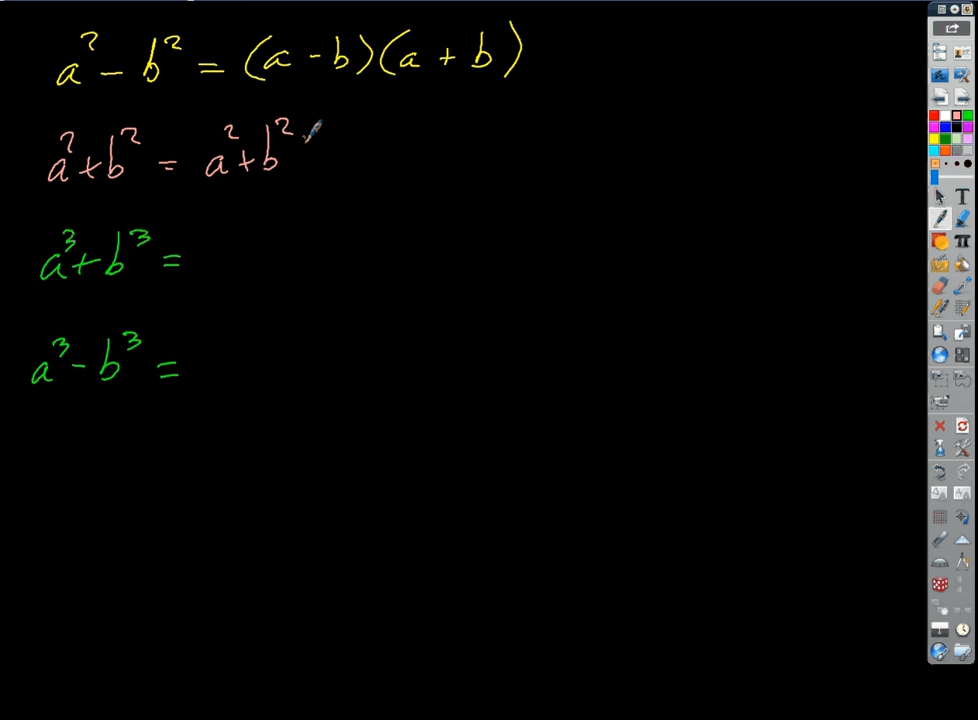 a² - b² = (a - b)(a + b)
a² + b² = a² + b²
a³ + b³ =
a³ - b³ =
T
π